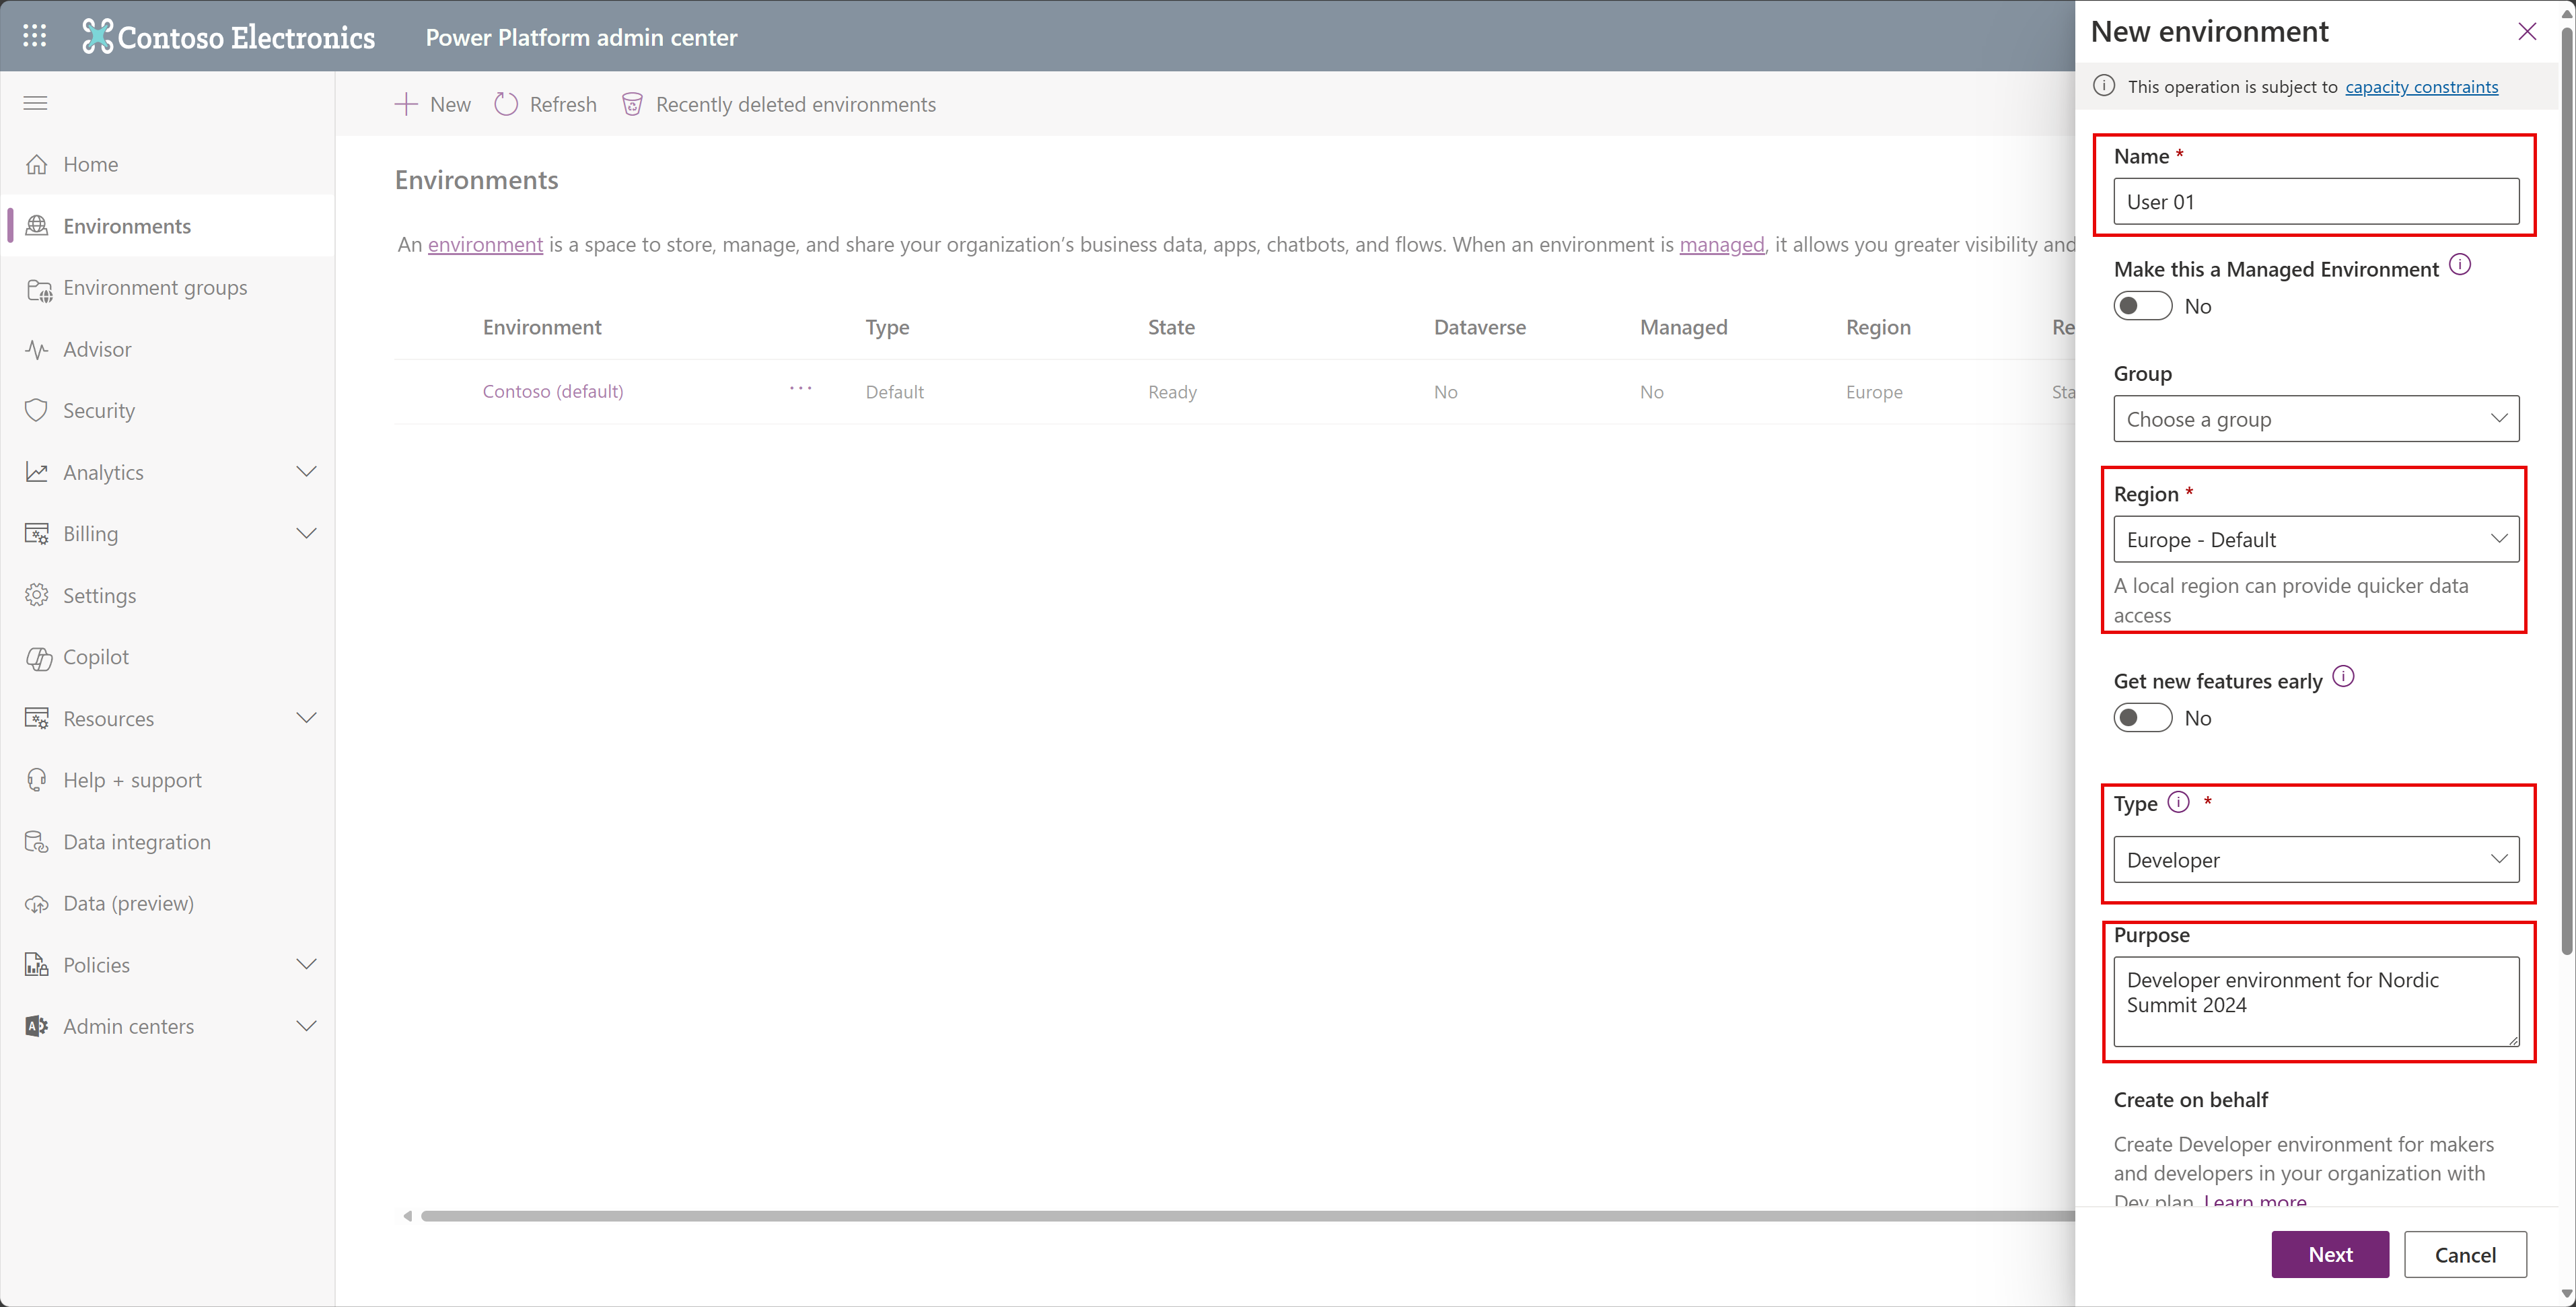 Contoso Electronics
Power Platform admin center
New
Refresh
Recently deleted environments
Home
Environments
Environment groups
Advisor
Security
Analytics
Billing
Settings
Copilot
Resources
Help + support
Data integration
Data (preview)
Policies
Admin centers
Environments
An environment is a space to store, manage, and share your organization's business data, apps, chatbots, and flows. When an environment is managed, it allows you greater visibility and
Environment Type State Dataverse Managed Region Re
Contoso (default) ... Default Ready No No Europe Sta
New environment
This operation is subject to capacity constraints
Name *
User 01
Make this a Managed Environment
No
Group
Choose a group
Region *
Europe - Default
A local region can provide quicker data
access
Get new features early
No
Type *
Developer
Purpose
Developer environment for Nordic
Summit 2024
Create on behalf
Create Developer environment for makers
and developers in your organization with
Dev plan. Learn more
Next
Cancel